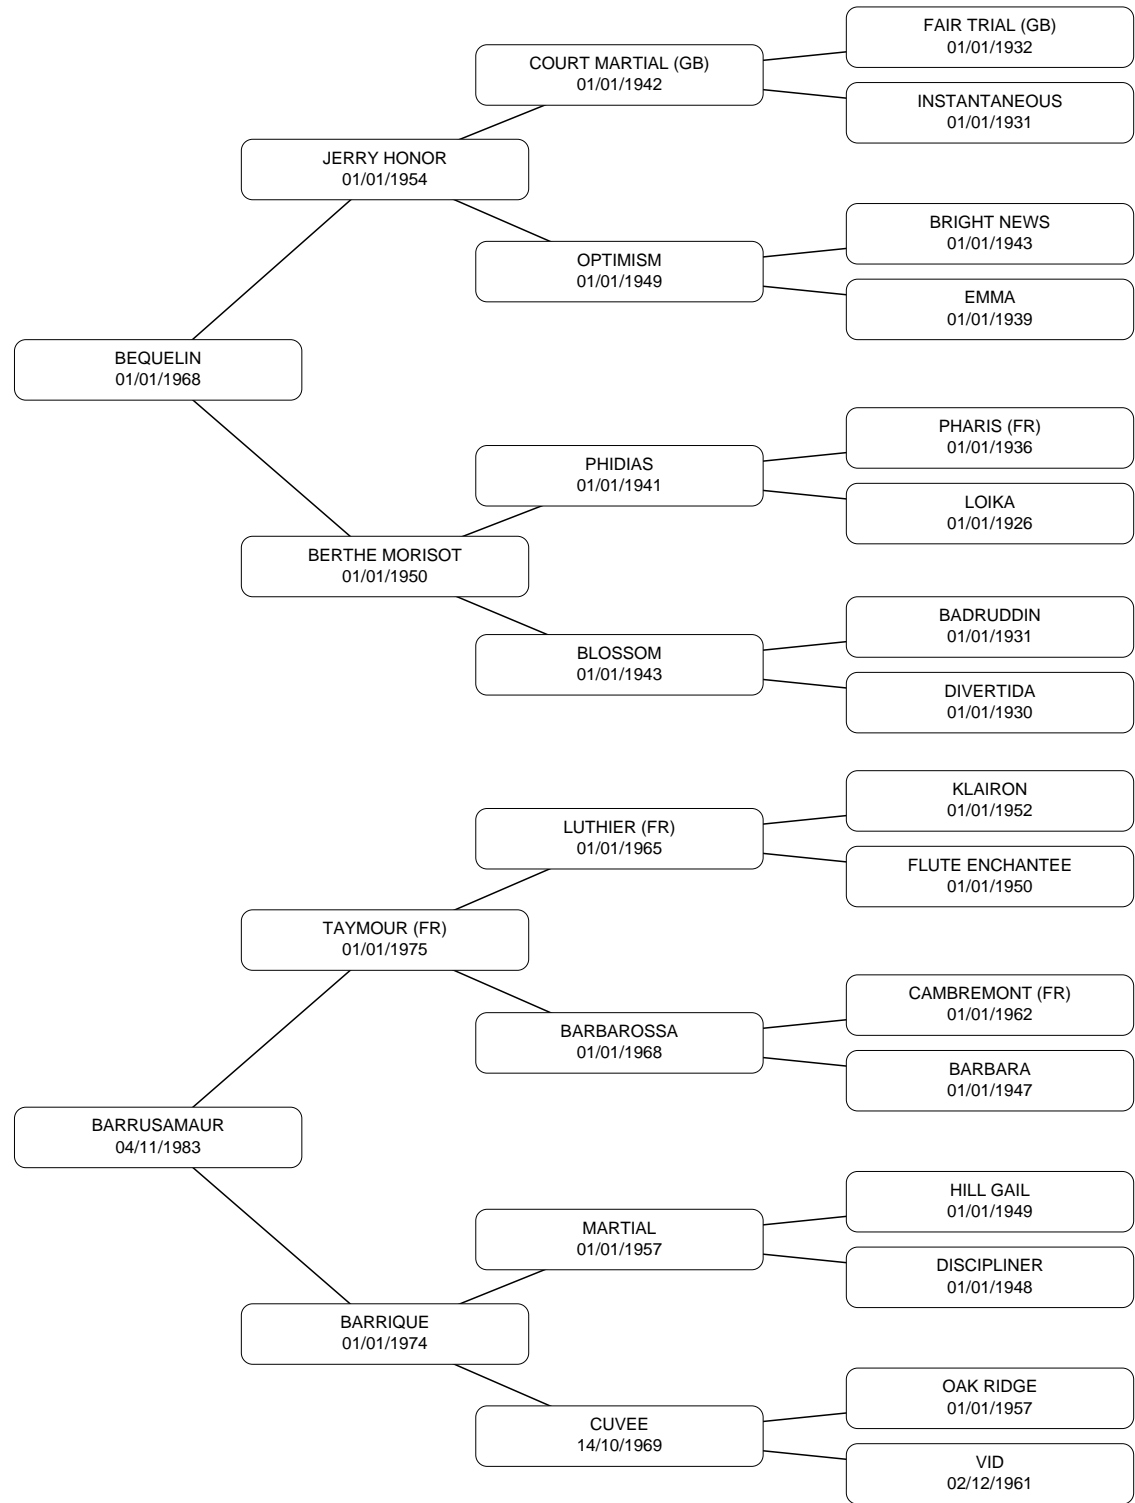 FAIR TRIAL (GB)
01/01/1932
COURT MARTIAL (GB)
01/01/1942
INSTANTANEOUS
01/01/1931
JERRY HONOR
01/01/1954
BRIGHT NEWS
01/01/1943
OPTIMISM
01/01/1949
EMMA
01/01/1939
BEQUELIN
01/01/1968
PHARIS (FR)
01/01/1936
PHIDIAS
01/01/1941
LOIKA
01/01/1926
BERTHE MORISOT
01/01/1950
BADRUDDIN
01/01/1931
BLOSSOM
01/01/1943
DIVERTIDA
01/01/1930
KLAIRON
01/01/1952
LUTHIER (FR)
01/01/1965
FLUTE ENCHANTEE
01/01/1950
TAYMOUR (FR)
01/01/1975
CAMBREMONT (FR)
01/01/1962
BARBAROSSA
01/01/1968
BARBARA
01/01/1947
BARRUSAMAUR
04/11/1983
HILL GAIL
01/01/1949
MARTIAL
01/01/1957
DISCIPLINER
01/01/1948
BARRIQUE
01/01/1974
OAK RIDGE
01/01/1957
CUVEE
14/10/1969
VID
02/12/1961